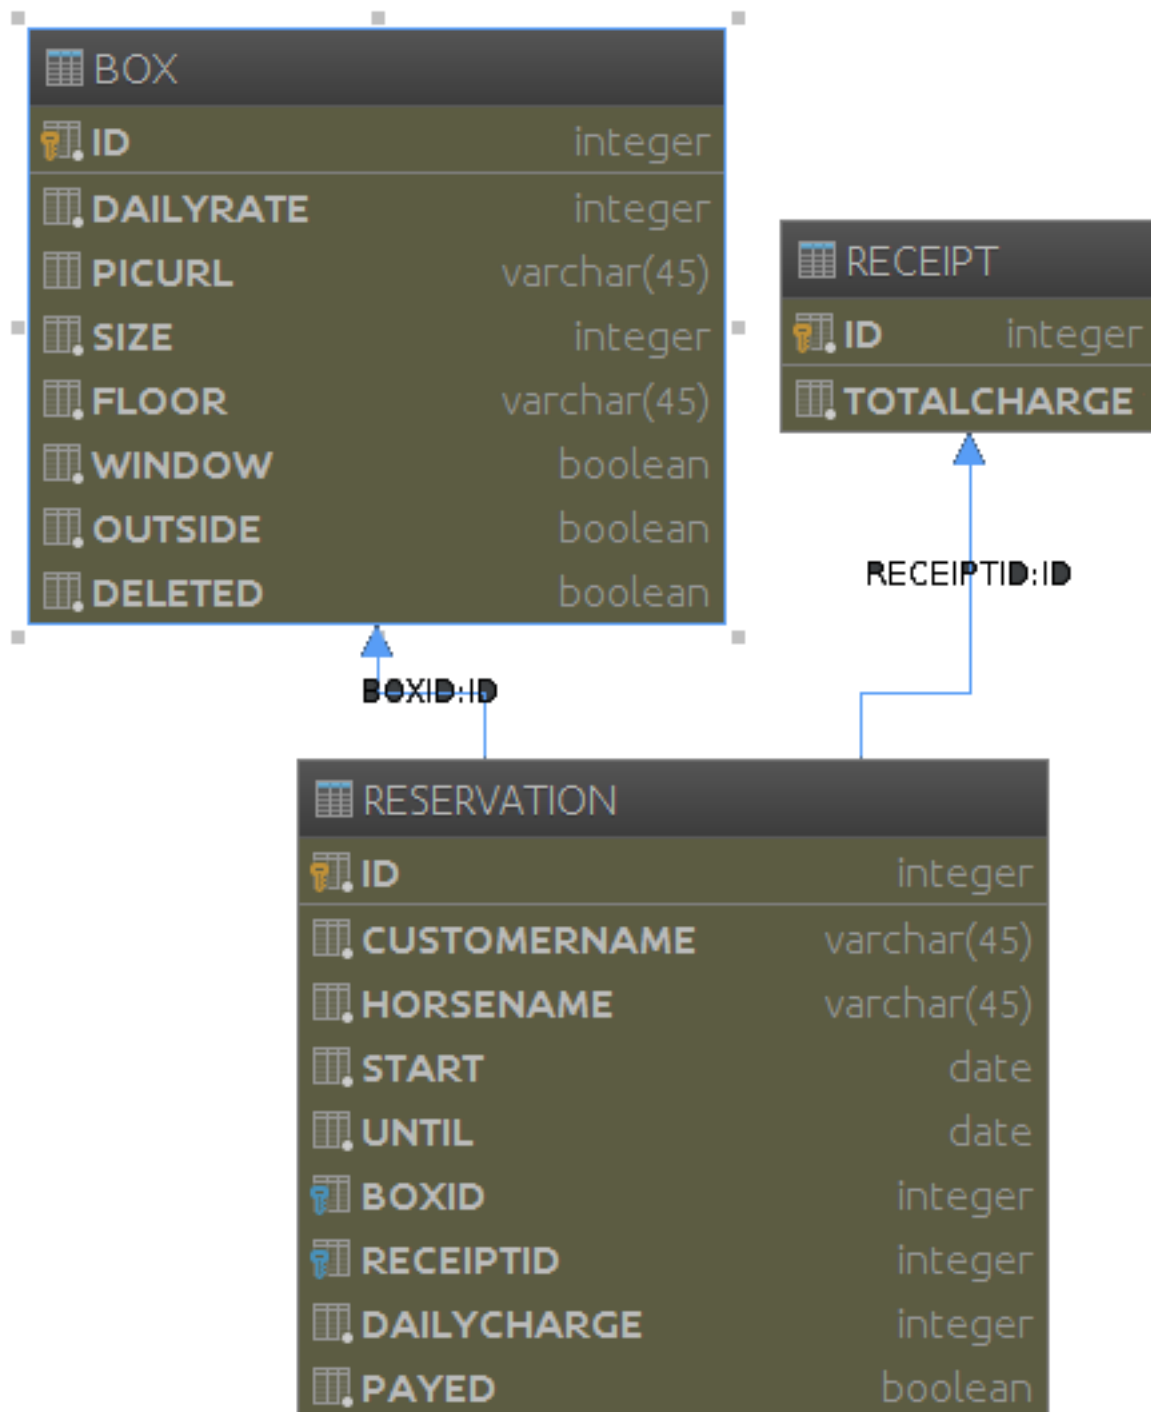 BOX
ID integer
DAILYRATE integer
PICURL varchar(45)
SIZE integer
FLOOR varchar(45)
WINDOW boolean
OUTSIDE boolean
DELETED boolean
RECEIPT
ID integer
TOTALCHARGE
RECEIPTID:ID
BOXID:ID
RESERVATION
ID integer
CUSTOMERNAME varchar(45)
HORSENAME varchar(45)
START date
UNTIL date
BOXID integer
RECEIPTID integer
DAILYCHARGE integer
PAYED boolean